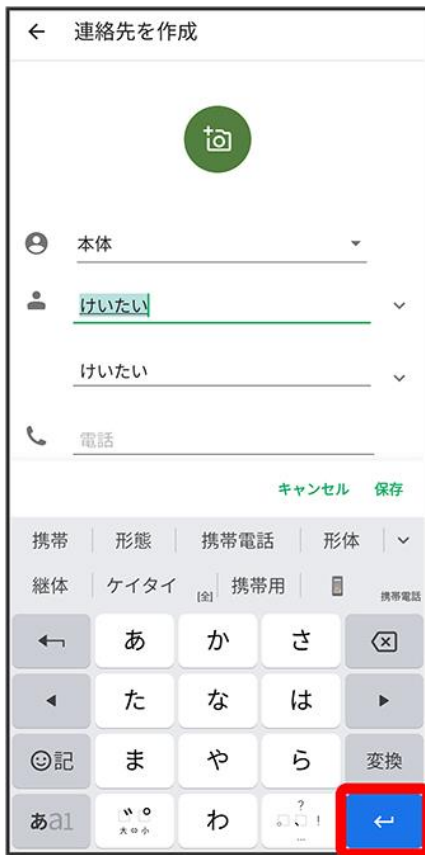 連絡先を作成
本体
けいたい
けいたい
電話
キャンセル 保存
携帯 形態 携帯電話 形体
継体 ケイタイ [全] 携帯用 携帯電話
あ か さ
た な は
記 ま や ら 変換
あa1 大⇔小 わ 。、?!…